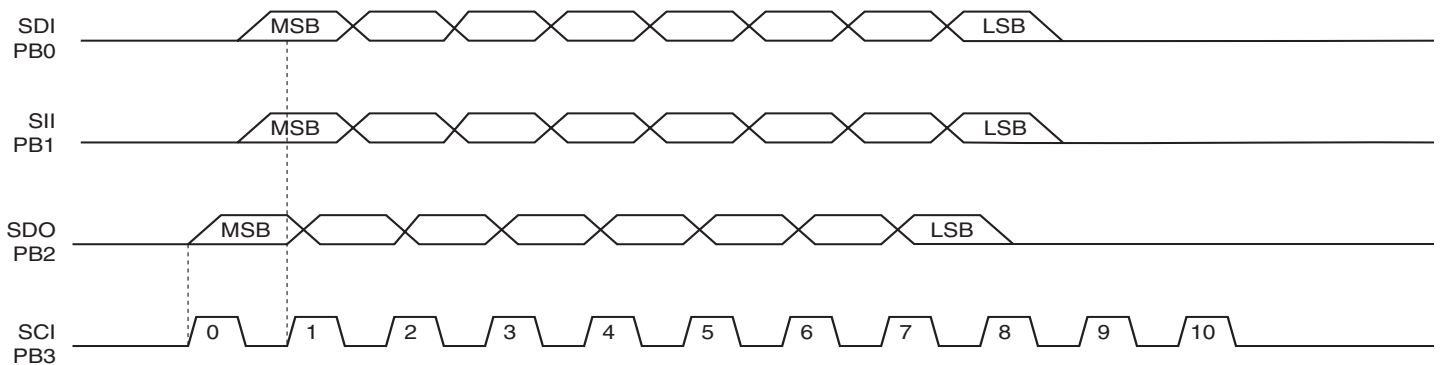 SDI
PB0
MSB LSB
SII
PB1
MSB LSB
SDO
PB2
MSB LSB
SCI
PB3
0 1 2 3 4 5 6 7 8 9 10